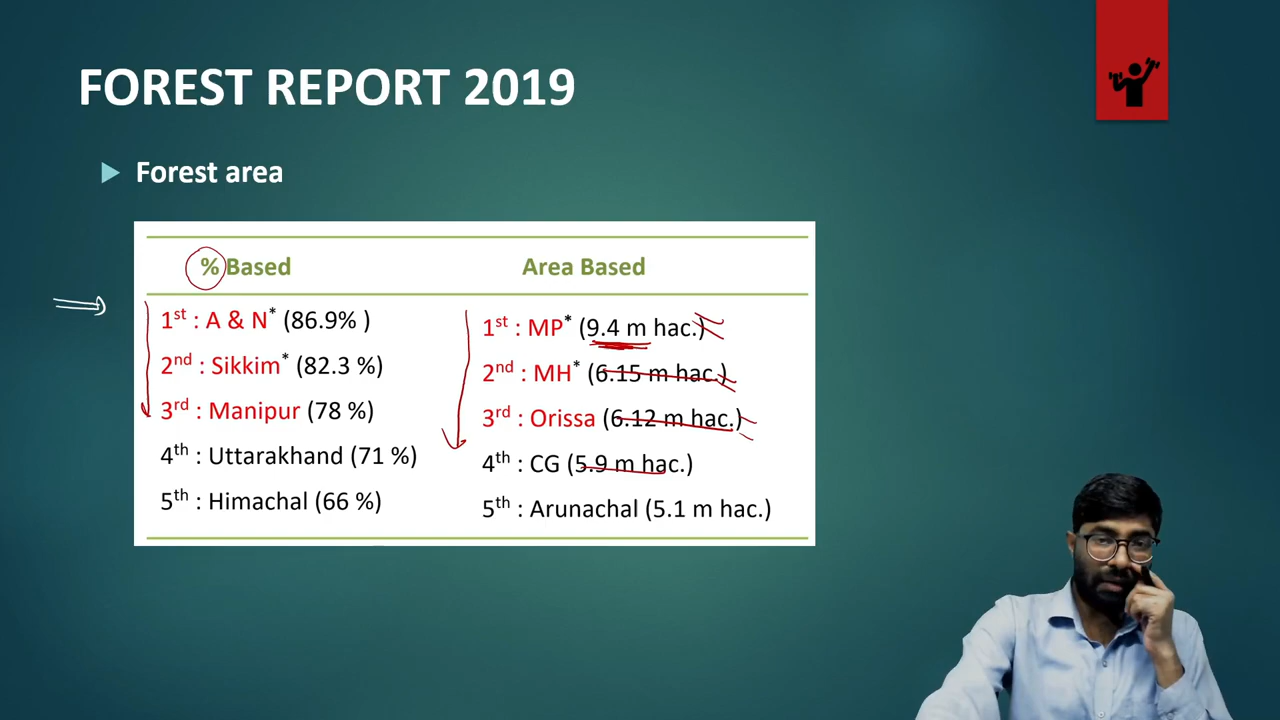 FOREST REPORT 2019
Forest area
% Based
1st : A & N* (86.9% )
2nd : Sikkim* (82.3 %)
3rd : Manipur (78 %)
4th : Uttarakhand (71 %)
5th : Himachal (66 %)
Area Based
1st : MP* (9.4 m hac.)
2nd : MH* (6.15 m hac.)
3rd : Orissa (6.12 m hac.)
4th : CG (5.9 m hac.)
5th : Arunachal (5.1 m hac.)